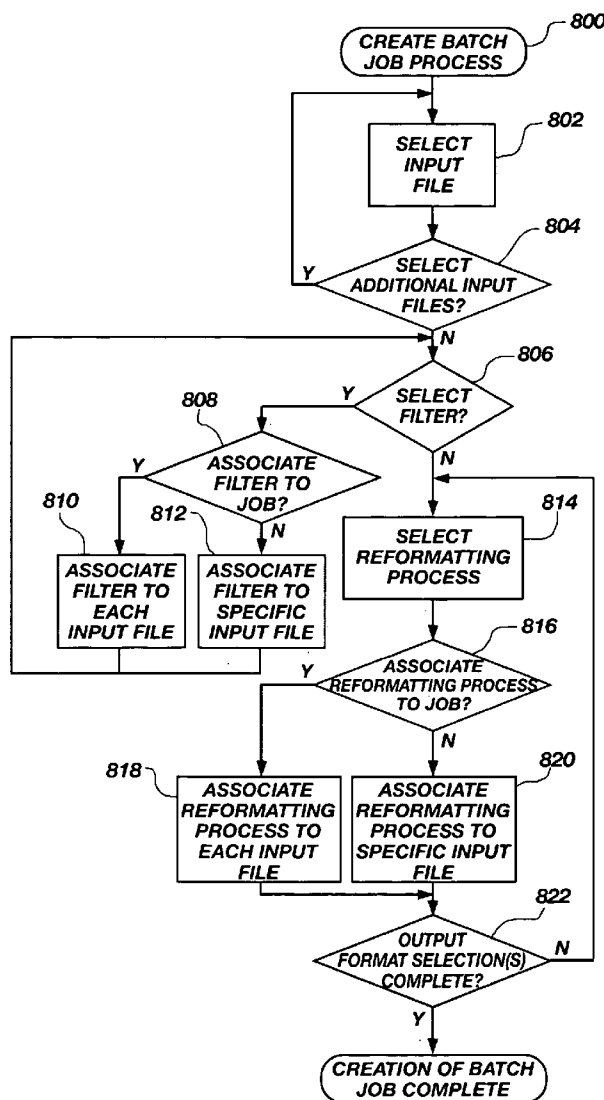 CREATE BATCH
JOB PROCESS
800
802
SELECT
INPUT
FILE
804
SELECT
ADDITIONAL INPUT
FILES?
Y
N
806
SELECT
FILTER?
Y
N
808
ASSOCIATE
FILTER TO
JOB?
Y
N
810
ASSOCIATE
FILTER TO
EACH
INPUT FILE
812
ASSOCIATE
FILTER TO
SPECIFIC
INPUT FILE
814
SELECT
REFORMATTING
PROCESS
816
ASSOCIATE
REFORMATTING PROCESS
TO JOB?
Y
N
818
ASSOCIATE
REFORMATTING
PROCESS TO
EACH INPUT
FILE
820
ASSOCIATE
REFORMATTING
PROCESS TO
SPECIFIC INPUT
FILE
822
OUTPUT
FORMAT SELECTION(S)
COMPLETE?
N
Y
CREATION OF BATCH
JOB COMPLETE